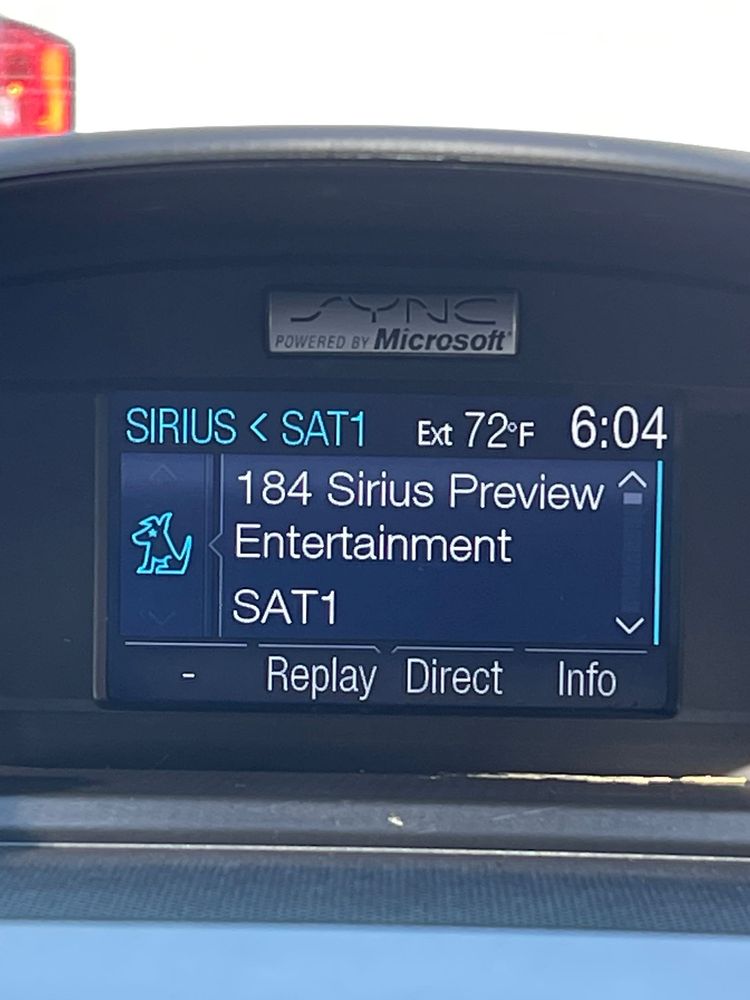 SYNC
POWERED BY Microsoft®
SIRIUS < SAT1 Ext 72°F 6:04
184 Sirius Preview
Entertainment
SAT1
- Replay Direct Info